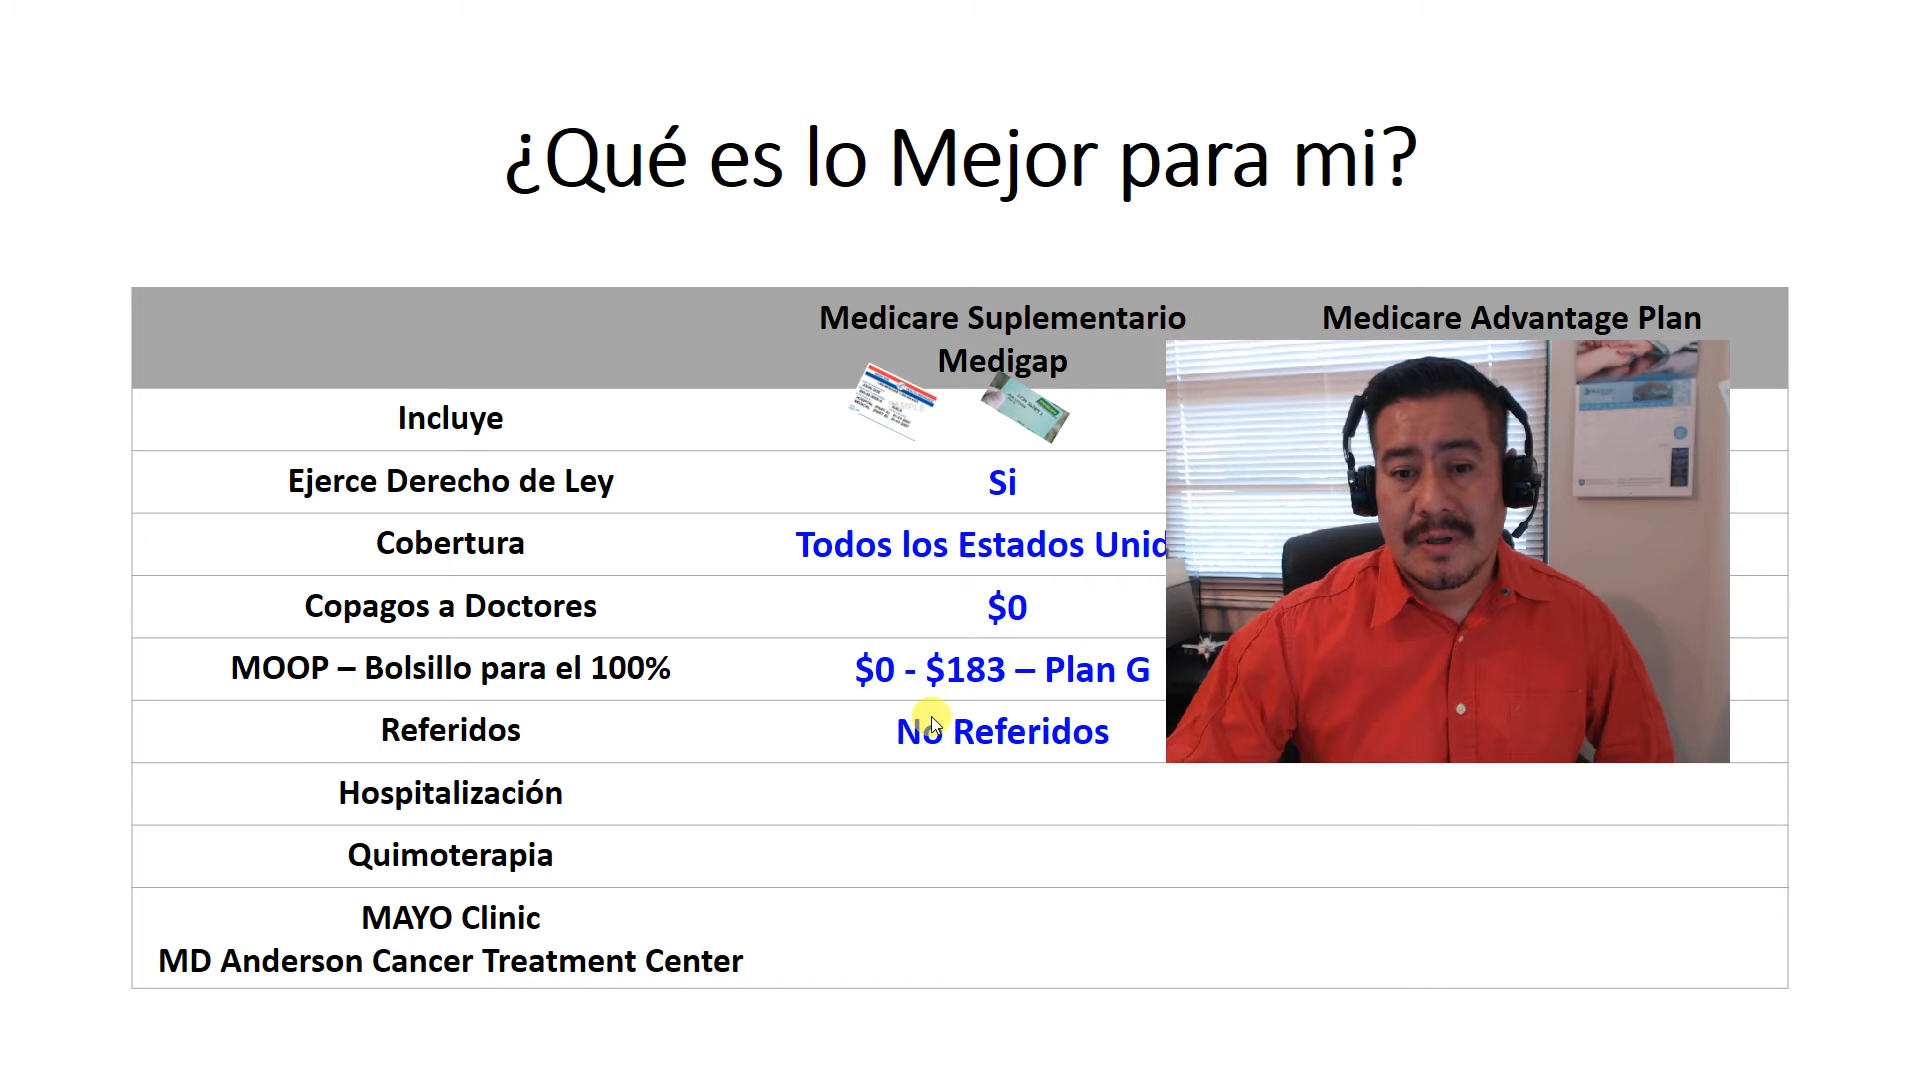 ¿Qué es lo Mejor para mi?
Medicare Suplementario
Medigap
Medicare Advantage Plan
Incluye
SAMPLE
Ejerce Derecho de Ley
Si
Cobertura
Todos los Estados Unid
Copagos a Doctores
$0
MOOP – Bolsillo para el 100%
$0 - $183 – Plan G
Referidos
No Referidos
Hospitalización
Quimoterapia
MAYO Clinic
MD Anderson Cancer Treatment Center